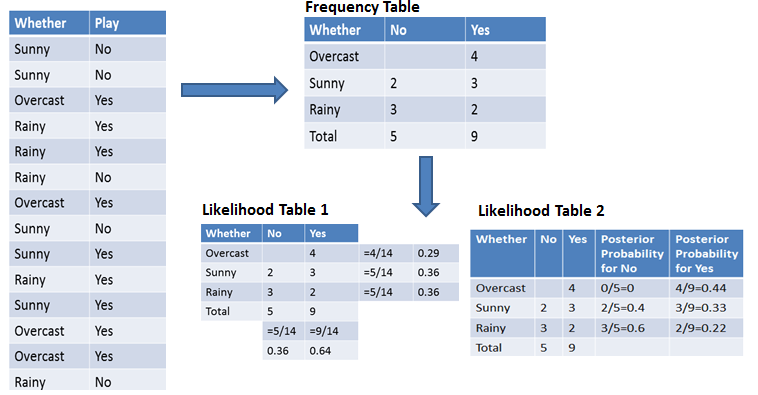 Whether Play
Sunny No
Sunny No
Overcast Yes
Rainy Yes
Rainy Yes
Rainy No
Overcast Yes
Sunny No
Sunny Yes
Rainy Yes
Sunny Yes
Overcast Yes
Overcast Yes
Rainy No
Frequency Table
Whether No Yes
Overcast 4
Sunny 2 3
Rainy 3 2
Total 5 9
Likelihood Table 1
Whether No Yes
Overcast 4 =4/14 0.29
Sunny 2 3 =5/14 0.36
Rainy 3 2 =5/14 0.36
Total 5 9
=5/14 =9/14
0.36 0.64
Likelihood Table 2
Whether No Yes Posterior Posterior
Probability Probability
for No for Yes
Overcast 4 0/5=0 4/9=0.44
Sunny 2 3 2/5=0.4 3/9=0.33
Rainy 3 2 3/5=0.6 2/9=0.22
Total 5 9